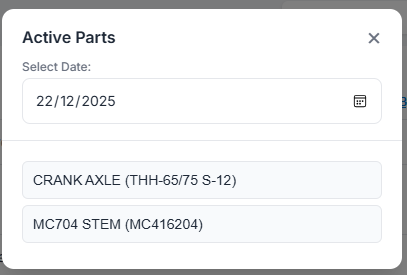 Active Parts
Select Date:
22/12/2025
CRANK AXLE (THH-65/75 S-12)
MC704 STEM (MC416204)